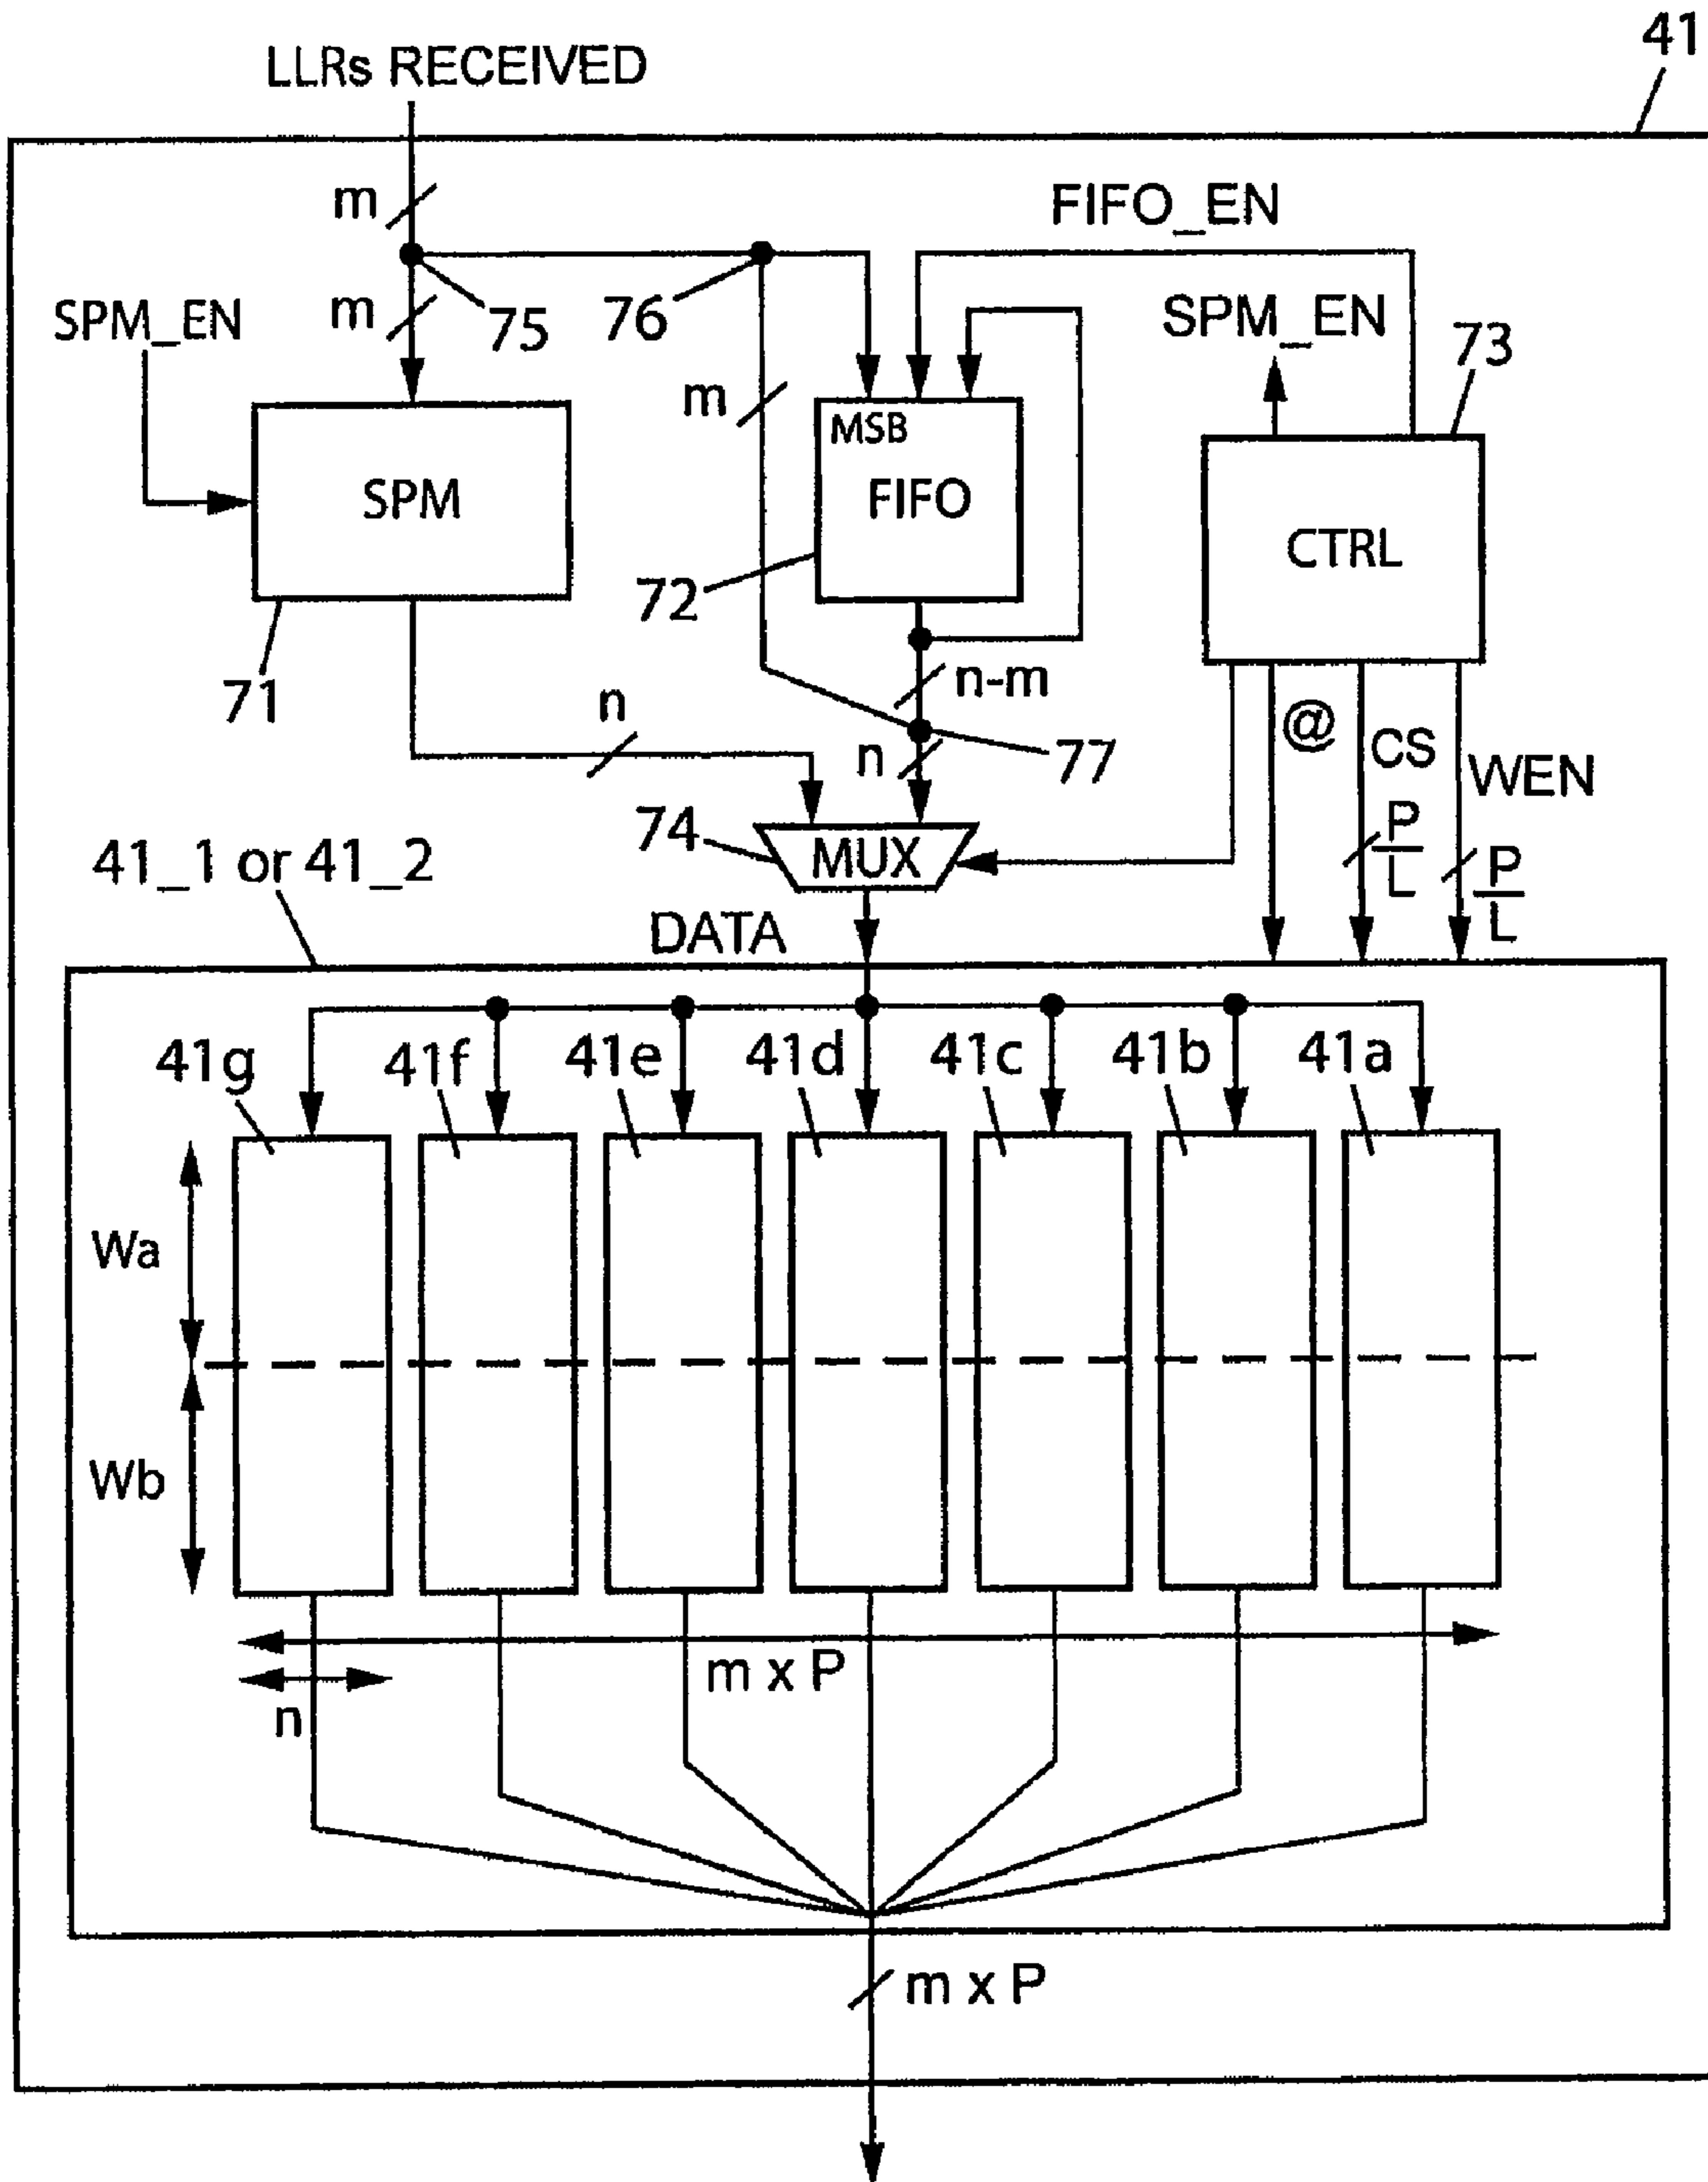 41
LLRs RECEIVED
m
FIFO_EN
SPM_EN
m
75
76
SPM_EN
73
m
MSB
FIFO
SPM
CTRL
72
71
n
n-m
@
CS
WEN
n
77
P
L
P
L
74
MUX
41_1 or 41_2
DATA
41g
41f
41e
41d
41c
41b
41a
Wa
Wb
m x P
n
m x P